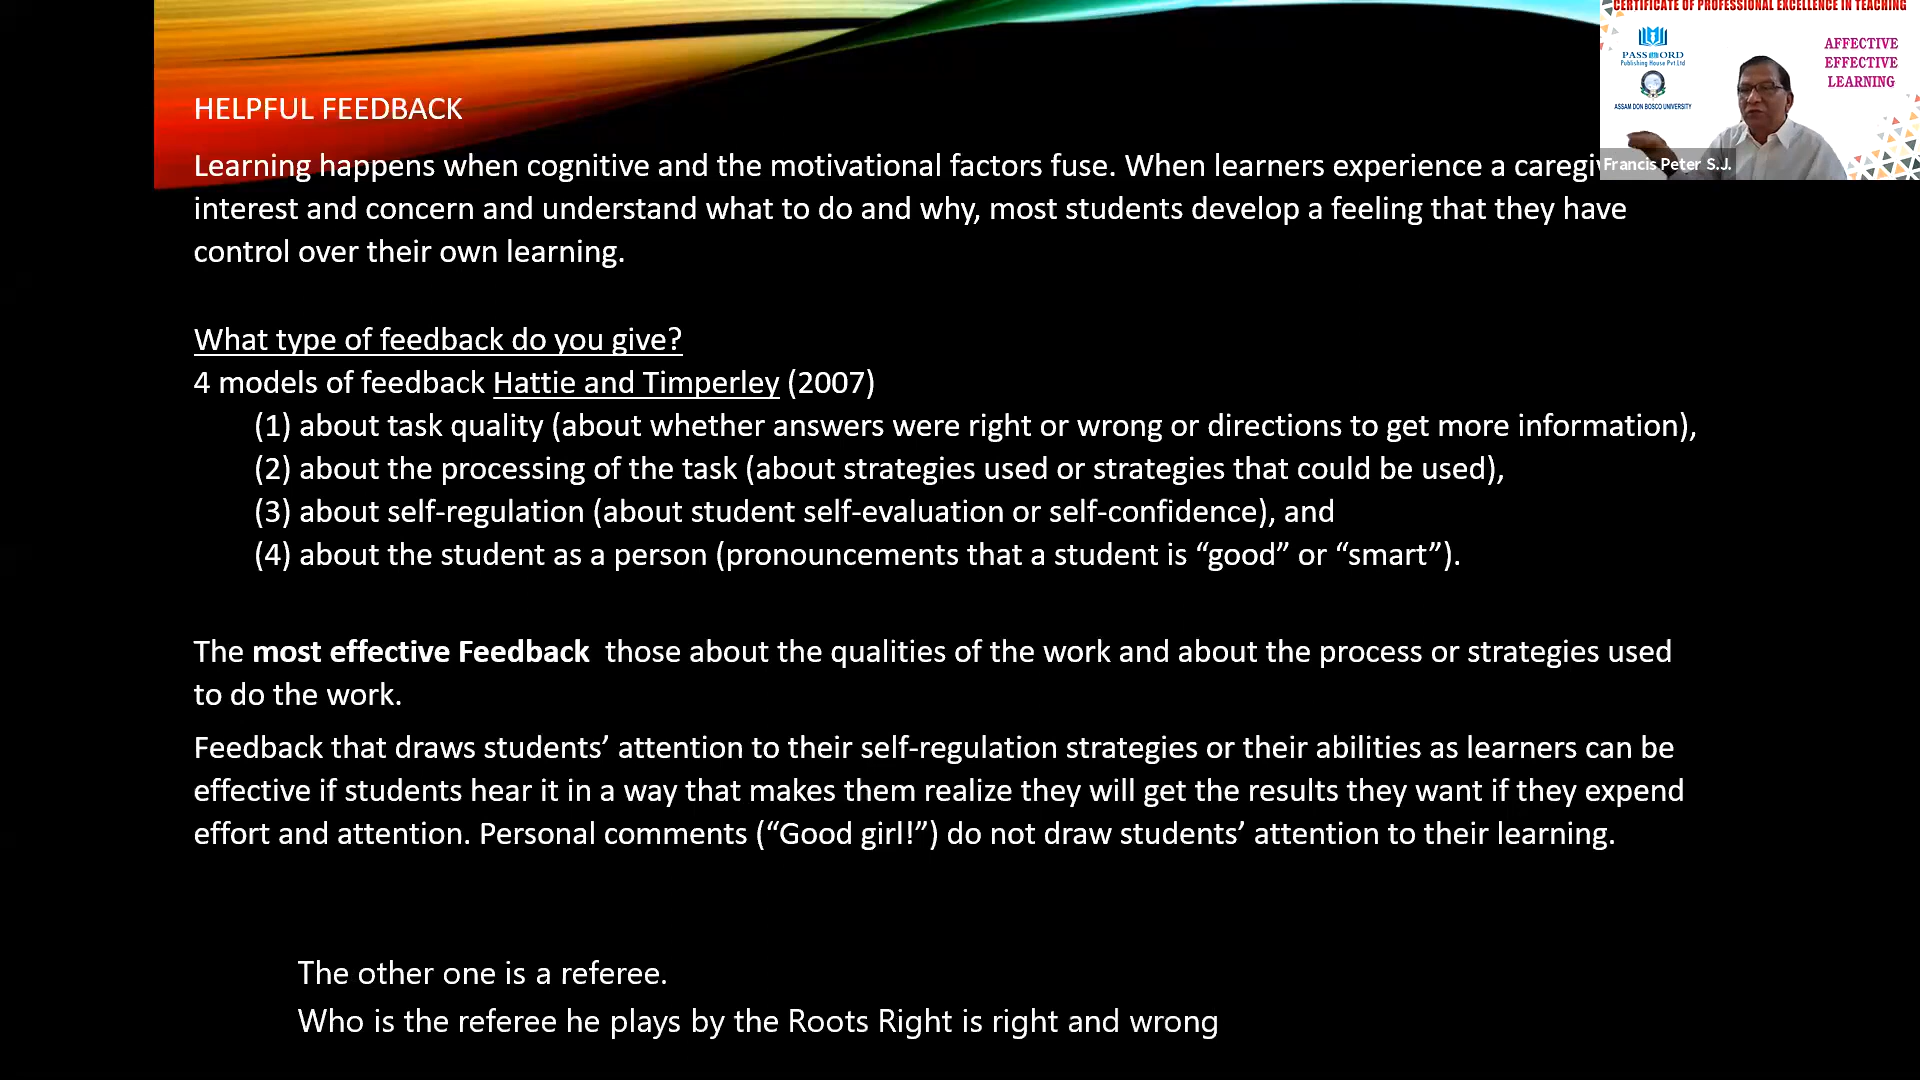 CERTIFICATE OF PROFESSIONAL EXCELLENCE IN TEACHING
PASSWORD
Publishing House Pvt Ltd
ASSAM DON BOSCO UNIVERSITY
AFFECTIVE
EFFECTIVE
LEARNING
Francis Peter S.J.
HELPFUL FEEDBACK
Learning happens when cognitive and the motivational factors fuse. When learners experience a
interest and concern and understand what to do and why, most students develop a feeling that they have
control over their own learning.
What type of feedback do you give?
4 models of feedback Hattie and Timperley (2007)
(1) about task quality (about whether answers were right or wrong or directions to get more information),
(2) about the processing of the task (about strategies used or strategies that could be used),
(3) about self-regulation (about student self-evaluation or self-confidence), and
(4) about the student as a person (pronouncements that a student is “good” or “smart”).
The most effective Feedback those about the qualities of the work and about the process or strategies used
to do the work.
Feedback that draws students’ attention to their self-regulation strategies or their abilities as learners can be
effective if students hear it in a way that makes them realize they will get the results they want if they expend
effort and attention. Personal comments (“Good girl!”) do not draw students’ attention to their learning.
The other one is a referee.
Who is the referee he plays by the Roots Right is right and wrong